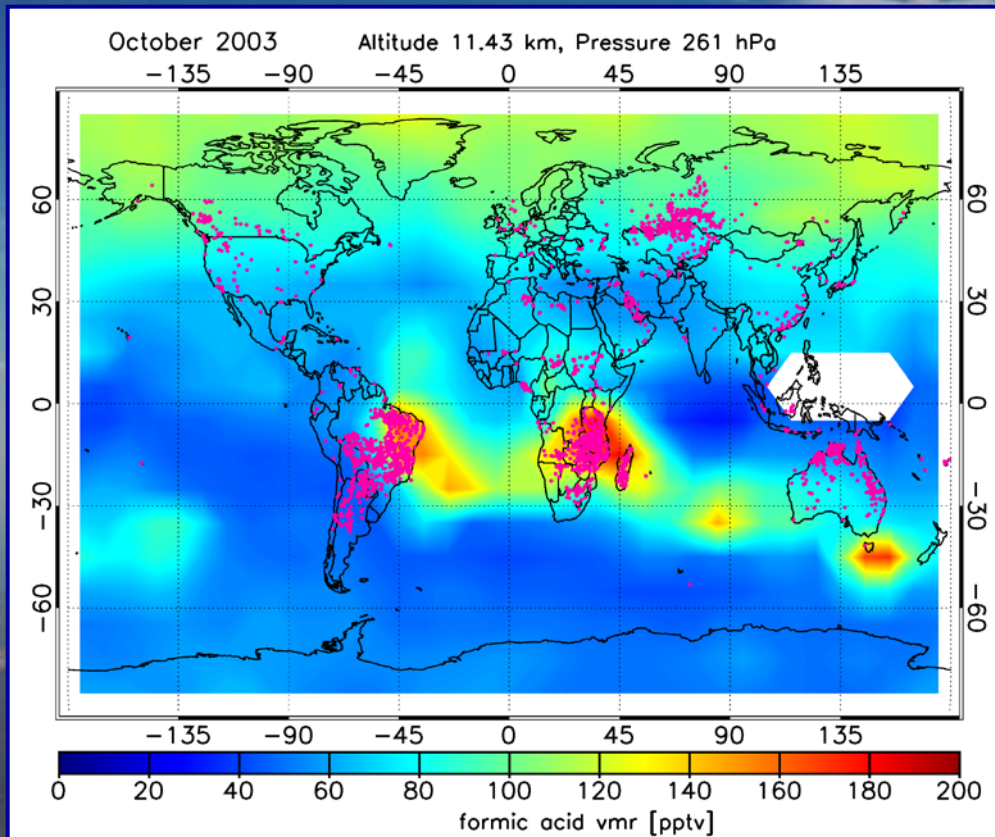 October 2003 Altitude 11.43 km, Pressure 261 hPa
−135 −90 −45 0 45 90 135
60 60
30 30
0 0
−30 −30
−60 −60
−135 −90 −45 0 45 90 135
0 20 40 60 80 100 120 140 160 180 200
formic acid vmr [pptv]